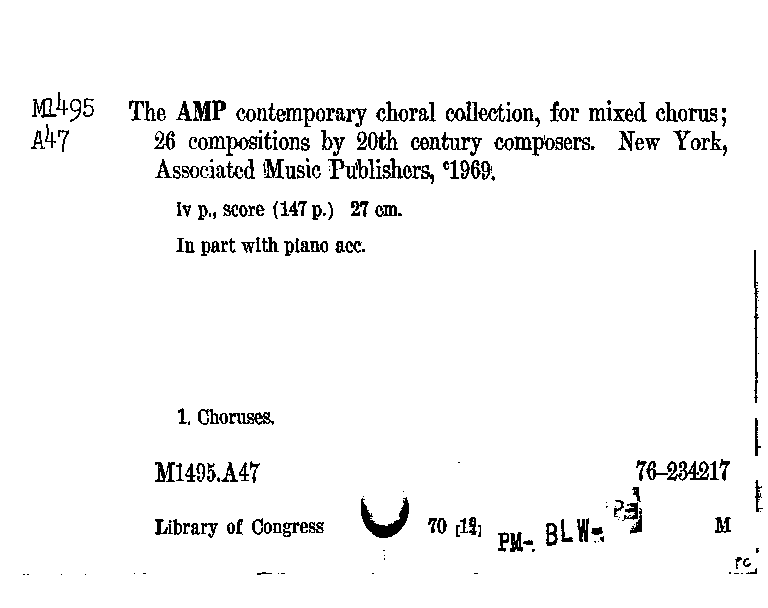 M1495 The AMP contemporary choral collection, for mixed chorus;
A47 26 compositions by 20th century composers. New York,
Associated Music Publishers, ᶜ1969.
iv p., score (147 p.) 27 cm.
In part with piano acc.
1. Choruses.
M1495.A47 76–234217
Library of Congress 70 [12] PM-. BLW-. M
PC